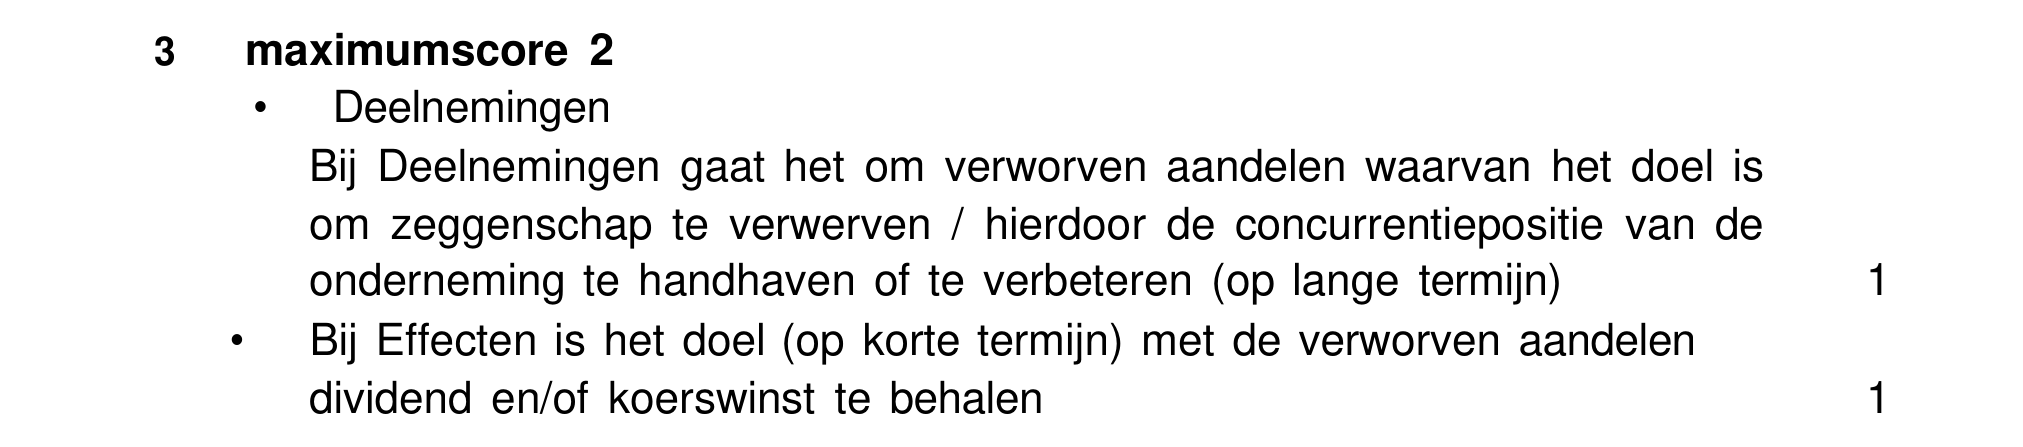 3 maximumscore 2
• Deelnemingen
Bij Deelnemingen gaat het om verworven aandelen waarvan het doel is
om zeggenschap te verwerven / hierdoor de concurrentiepositie van de
onderneming te handhaven of te verbeteren (op lange termijn) 1
• Bij Effecten is het doel (op korte termijn) met de verworven aandelen
dividend en/of koerswinst te behalen 1